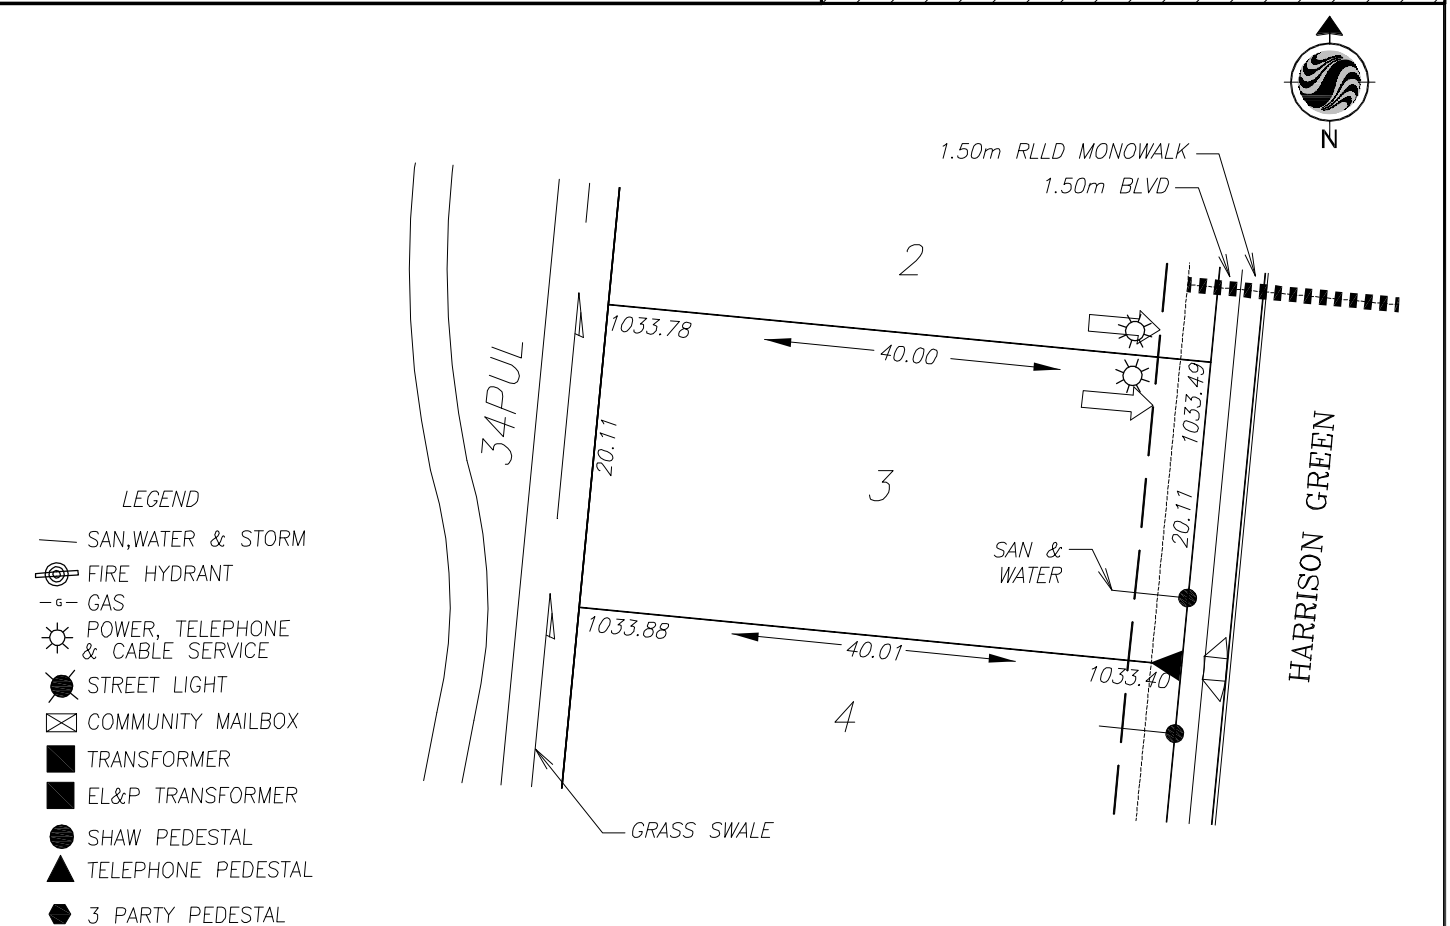 N
1.50m RLLD MONOWALK
1.50m BLVD
2
1033.78
40.00
1033.49
34PUL
20.11
3
20.11
HARRISON GREEN
SAN &
WATER
1033.88
40.01
1033.40
4
GRASS SWALE
LEGEND
SAN,WATER & STORM
FIRE HYDRANT
G GAS
POWER, TELEPHONE
& CABLE SERVICE
STREET LIGHT
COMMUNITY MAILBOX
TRANSFORMER
EL&P TRANSFORMER
SHAW PEDESTAL
TELEPHONE PEDESTAL
3 PARTY PEDESTAL